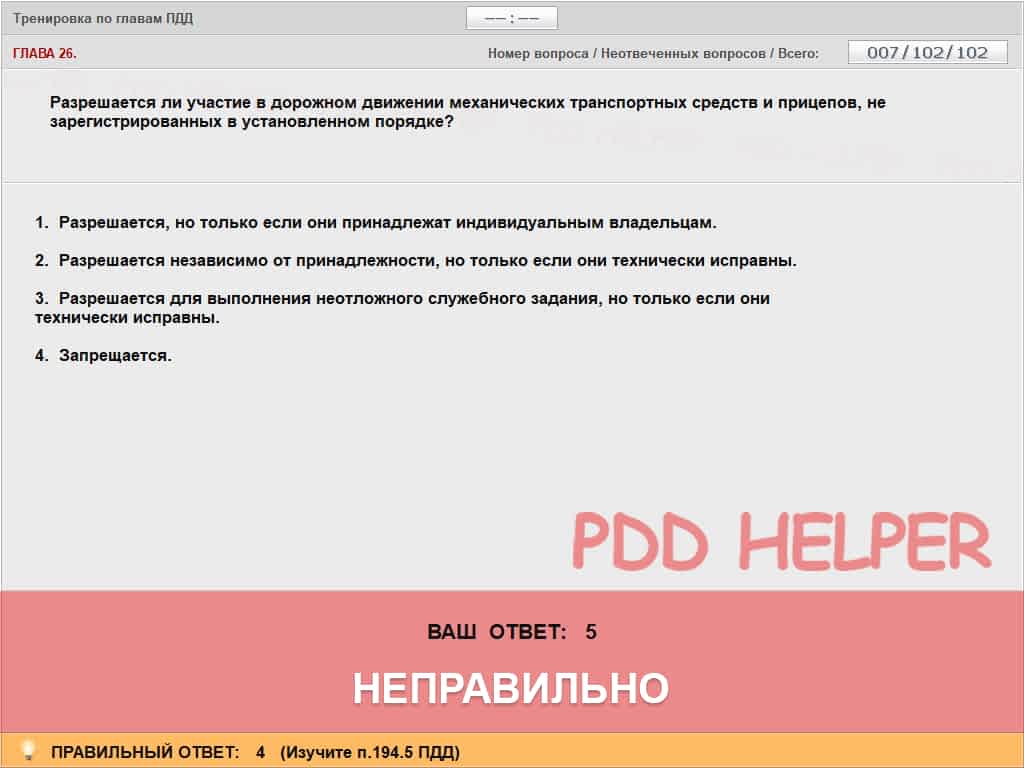 Тренировка по главам ПДД
−− : −−
ГЛАВА 26.
Номер вопроса / Неотвеченных вопросов / Всего:
007/102/102
Разрешается ли участие в дорожном движении механических транспортных средств и прицепов, не
зарегистрированных в установленном порядке?
1. Разрешается, но только если они принадлежат индивидуальным владельцам.
2. Разрешается независимо от принадлежности, но только если они технически исправны.
3. Разрешается для выполнения неотложного служебного задания, но только если они
технически исправны.
4. Запрещается.
PDD HELPER
ВАШ ОТВЕТ: 5
НЕПРАВИЛЬНО
ПРАВИЛЬНЫЙ ОТВЕТ: 4 (Изучите п.194.5 ПДД)